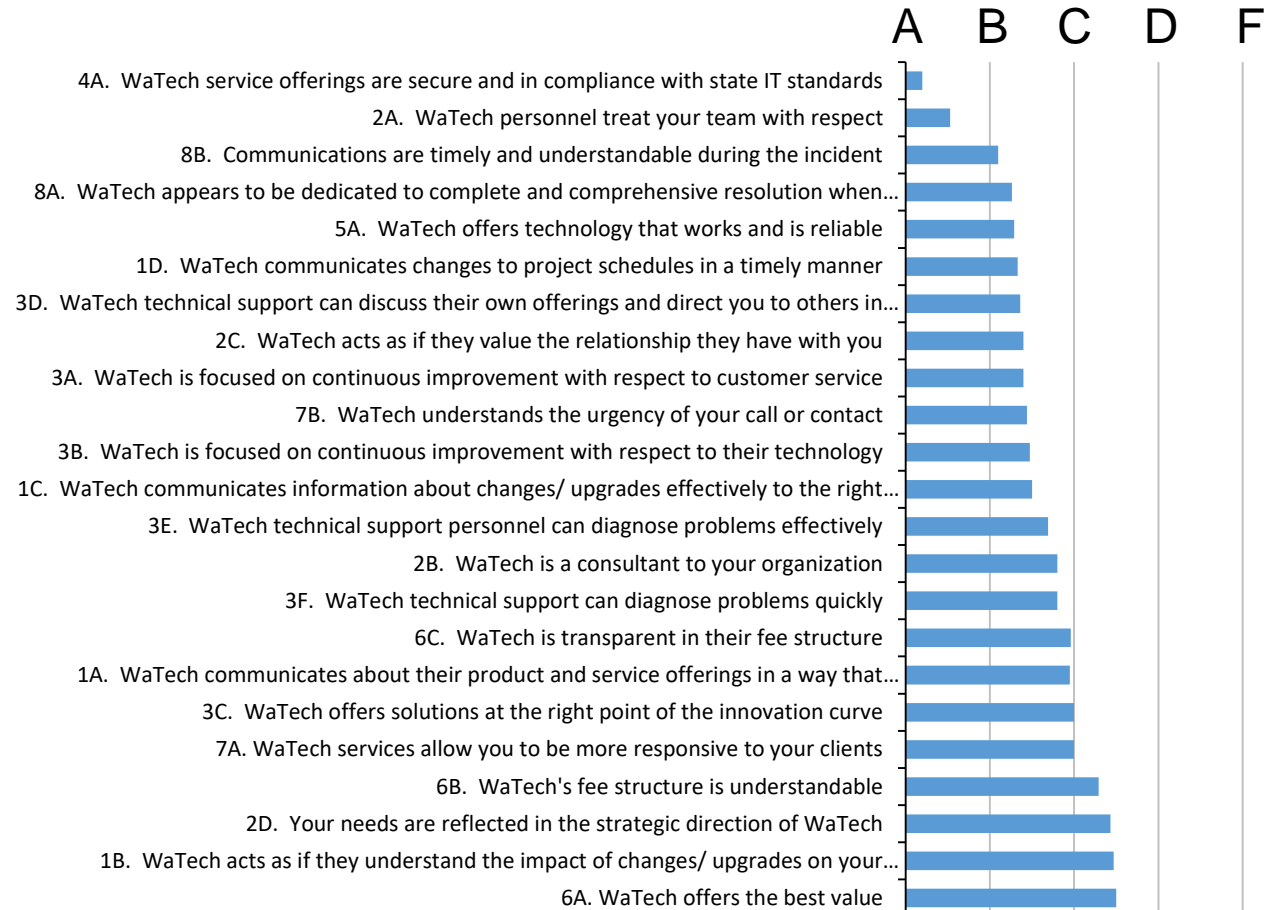 A B C D F
4A.  WaTech service offerings are secure and in compliance with state IT standards
2A.  WaTech personnel treat your team with respect
8B.  Communications are timely and understandable during the incident
8A.  WaTech appears to be dedicated to complete and comprehensive resolution when…
5A.  WaTech offers technology that works and is reliable
1D.  WaTech communicates changes to project schedules in a timely manner
3D.  WaTech technical support can discuss their own offerings and direct you to others in…
2C.  WaTech acts as if they value the relationship they have with you
3A.  WaTech is focused on continuous improvement with respect to customer service
7B.  WaTech understands the urgency of your call or contact
3B.  WaTech is focused on continuous improvement with respect to their technology
1C.  WaTech communicates information about changes/ upgrades effectively to the right…
3E.  WaTech technical support personnel can diagnose problems effectively
2B.  WaTech is a consultant to your organization
3F.  WaTech technical support can diagnose problems quickly
6C.  WaTech is transparent in their fee structure
1A.  WaTech communicates about their product and service offerings in a way that…
3C.  WaTech offers solutions at the right point of the innovation curve
7A. WaTech services allow you to be more responsive to your clients
6B.  WaTech's fee structure is understandable
2D.  Your needs are reflected in the strategic direction of WaTech
1B.  WaTech acts as if they understand the impact of changes/ upgrades on your…
6A. WaTech offers the best value